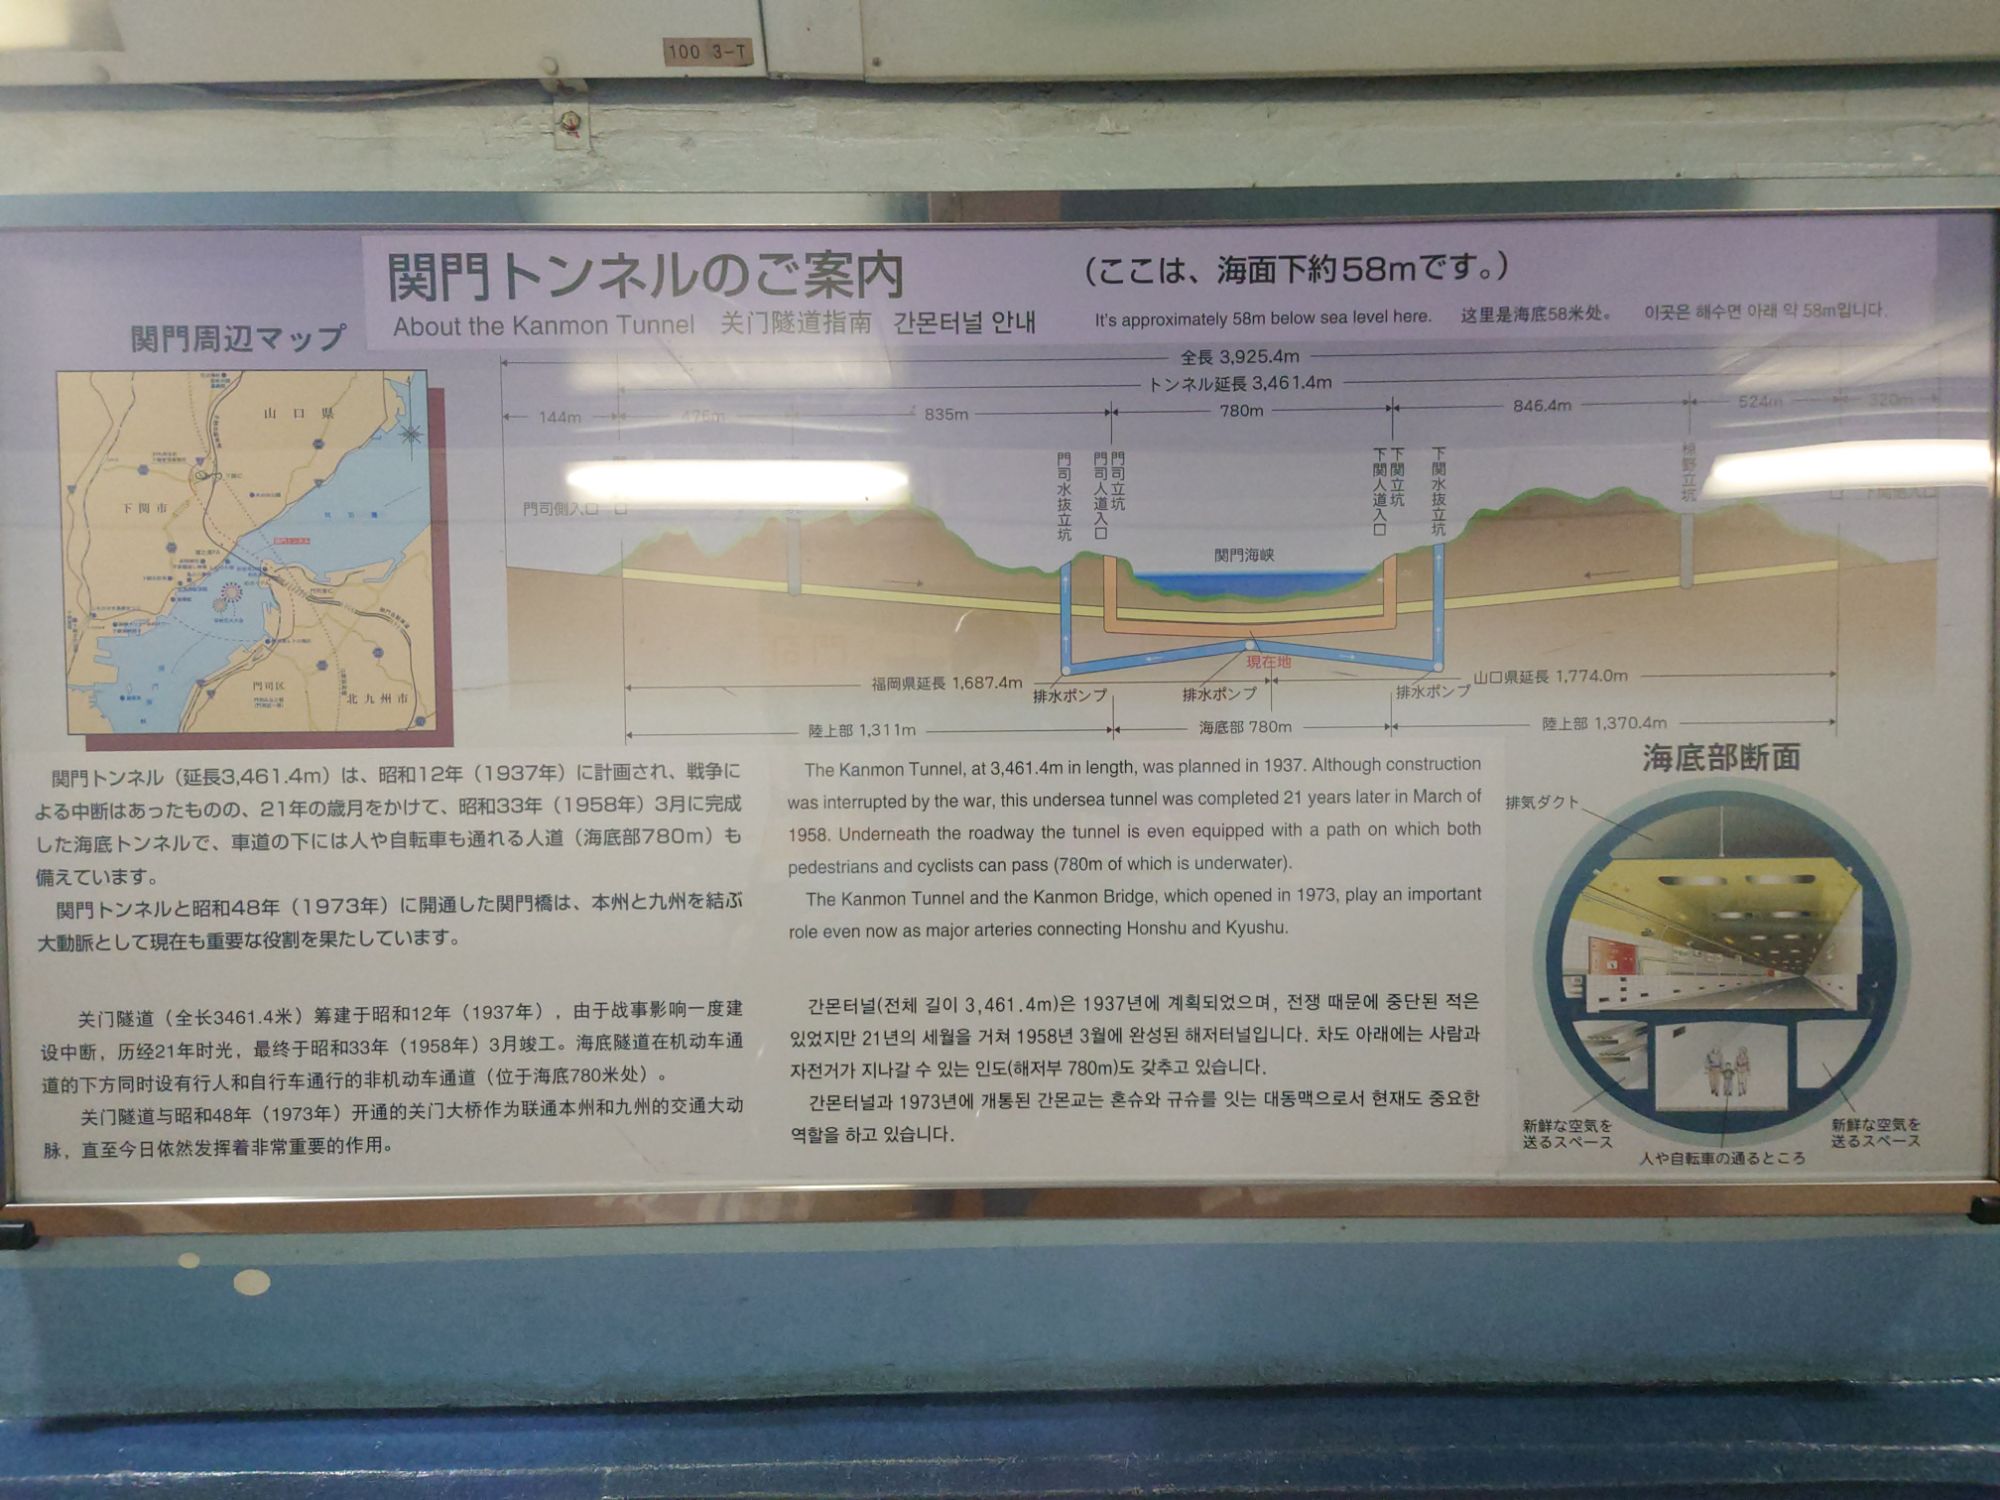 100 3-T
関門トンネルのご案内
(ここは、海面下約58mです。)
About the Kanmon Tunnel 关门隧道指南 간몬터널 안내
It's approximately 58m below sea level here. 这里是海底58米处。 이곳은 해수면 아래 약 58m입니다.
関門周辺マップ
山口県
下関市
関門トンネル
門司区
北九州市
全長 3,925.4m
トンネル延長 3,461.4m
144m
835m
780m
846.4m
524m
320m
門司側入口
門司水抜立坑
門司人道入口
門司立坑
下関人道入口
下関立坑
下関水抜立坑
関門海峡
現在地
福岡県延長 1,687.4m
山口県延長 1,774.0m
排水ポンプ
排水ポンプ
排水ポンプ
陸上部 1,311m
海底部 780m
陸上部 1,370.4m
関門トンネル（延長3,461.4m）は、昭和12年（1937年）に計画され、戦争に
よる中断はあったものの、21年の歳月をかけて、昭和33年（1958年）3月に完成
した海底トンネルで、車道の下には人や自転車も通れる人道（海底部780m）も
備えています。
関門トンネルと昭和48年（1973年）に開通した関門橋は、本州と九州を結ぶ
大動脈として現在も重要な役割を果たしています。
The Kanmon Tunnel, at 3,461.4m in length, was planned in 1937. Although construction
was interrupted by the war, this undersea tunnel was completed 21 years later in March of
1958. Underneath the roadway the tunnel is even equipped with a path on which both
pedestrians and cyclists can pass (780m of which is underwater).
The Kanmon Tunnel and the Kanmon Bridge, which opened in 1973, play an important
role even now as major arteries connecting Honshu and Kyushu.
关门隧道（全长3461.4米）筹建于昭和12年（1937年），由于战事影响一度建
设中断，历经21年时光，最终于昭和33年（1958年）3月竣工。海底隧道在机动车通
道的下方同时设有行人和自行车通行的非机动车通道（位于海底780米处）。
关门隧道与昭和48年（1973年）开通的关门大桥作为联通本州和九州的交通大动
脉，直至今日依然发挥着非常重要的作用。
간몬터널(전체 길이 3,461.4m)은 1937년에 계획되었으며, 전쟁 때문에 중단된 적은
있었지만 21년의 세월을 거쳐 1958년 3월에 완성된 해저터널입니다. 차도 아래에는 사람과
자전거가 지나갈 수 있는 인도(해저부 780m)도 갖추고 있습니다.
간몬터널과 1973년에 개통된 간몬교는 혼슈와 규슈를 잇는 대동맥으로서 현재도 중요한
역할을 하고 있습니다.
海底部断面
排気ダクト
新鮮な空気を
送るスペース
新鮮な空気を
送るスペース
人や自転車の通るところ